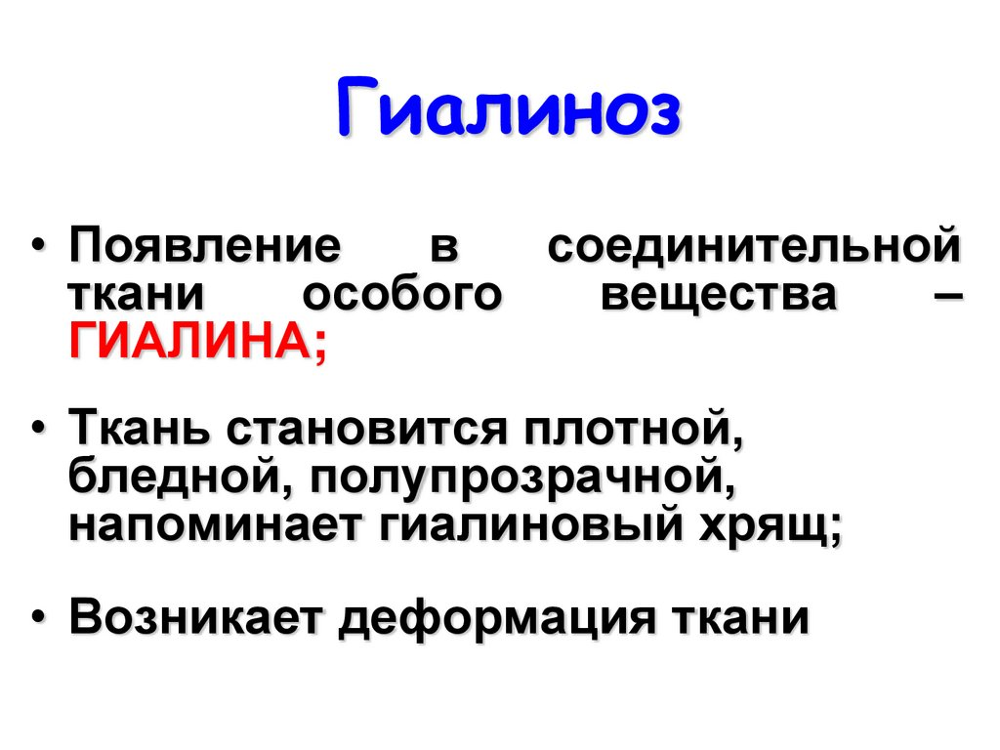 Гиалиноз
• Появление в соединительной
ткани особого вещества –
ГИАЛИНА;
• Ткань становится плотной,
бледной, полупрозрачной,
напоминает гиалиновый хрящ;
• Возникает деформация ткани